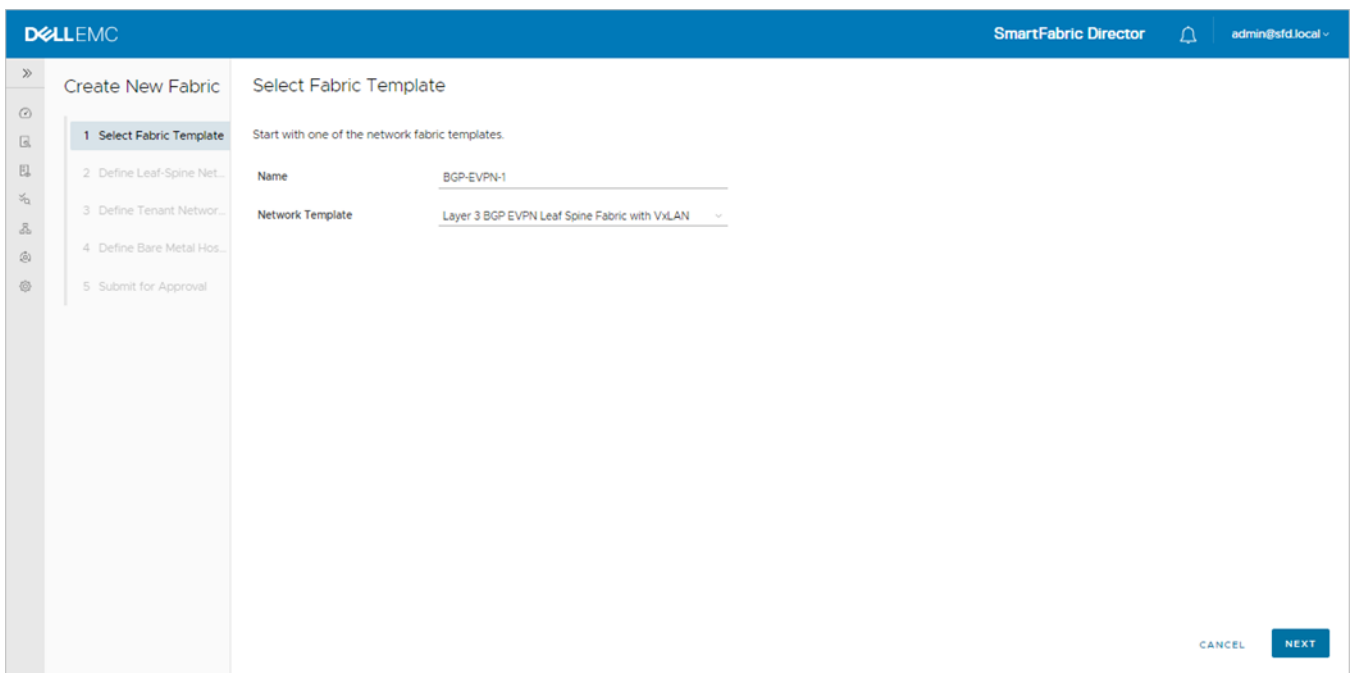 DELLEMC
SmartFabric Director
admin@sfd.local
Create New Fabric
1 Select Fabric Template
2 Define Leaf-Spine Net...
3 Define Tenant Networ...
4 Define Bare Metal Hos...
5 Submit for Approval
Select Fabric Template
Start with one of the network fabric templates.
Name BGP-EVPN-1
Network Template Layer 3 BGP EVPN Leaf Spine Fabric with VxLAN
CANCEL NEXT